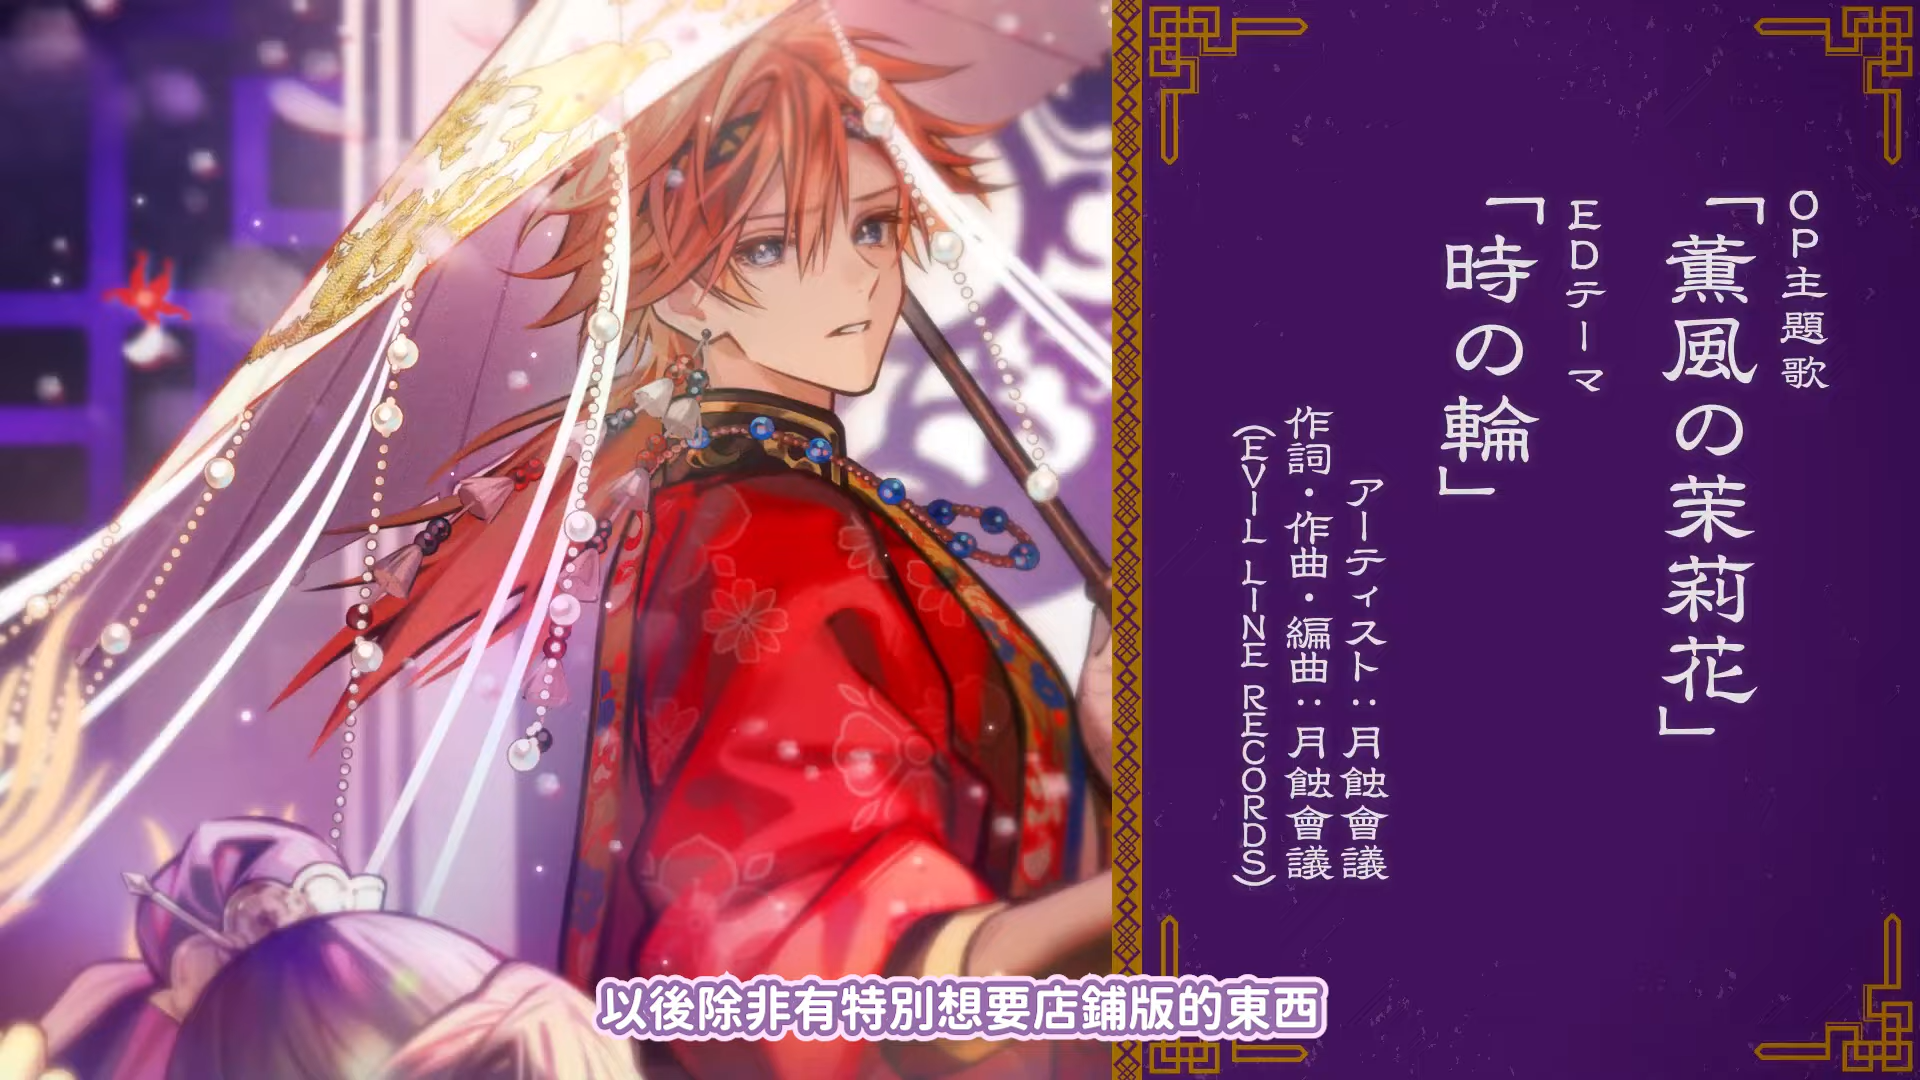 OP主題歌
「薫風の茉莉花」
EDテーマ
「時の輪」
アーティスト：月蝕會議
作詞・作曲・編曲：月蝕會議
(EVIL LINE RECORDS)
以後除非有特別想要店鋪版的東西